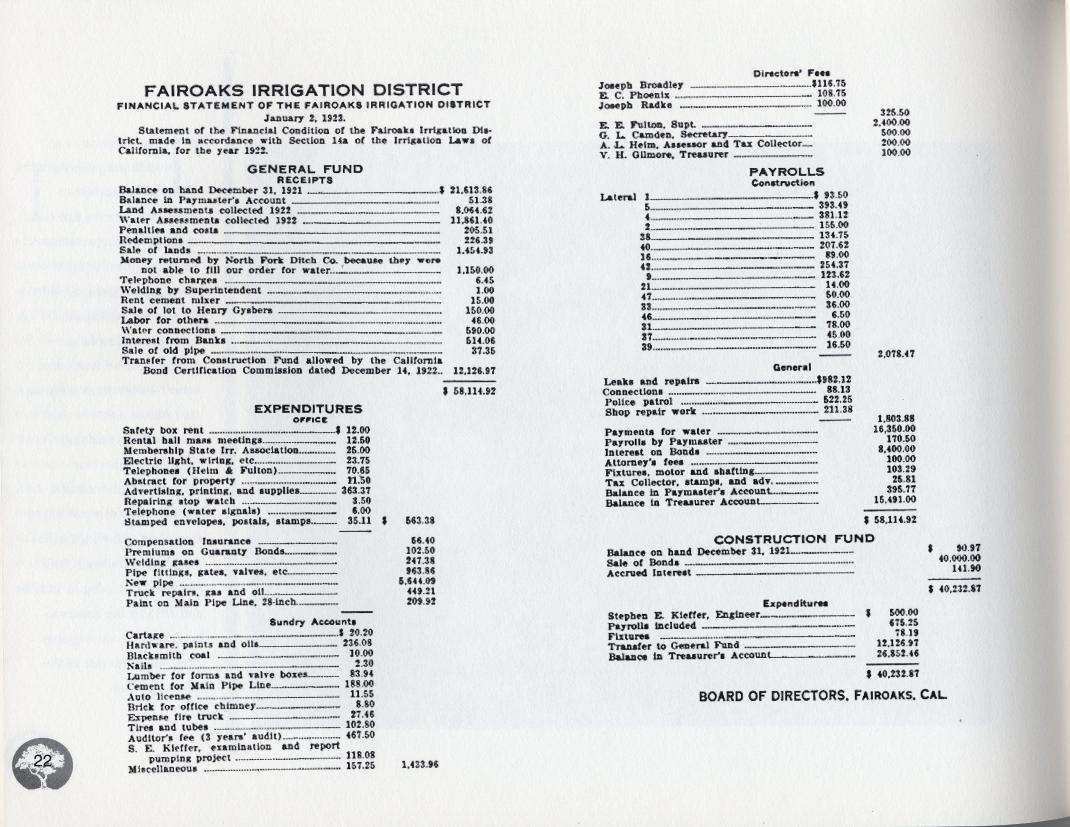 FAIROAKS IRRIGATION DISTRICT
FINANCIAL STATEMENT OF THE FAIROAKS IRRIGATION DISTRICT
January 2, 1923.
Statement of the Financial Condition of the Fairoaks Irrigation Dis-
trict, made in accordance with Section 14a of the Irrigation Laws of
California, for the year 1922.
GENERAL FUND
RECEIPTS
Balance on hand December 31, 1921 $ 21,613.86
Balance in Paymaster's Account 51.38
Land Assessments collected 1922 8,064.62
Water Assessments collected 1922 11,861.40
Penalties and costs 205.51
Redemptions 226.39
Sale of lands 1,454.93
Money returned by North Fork Ditch Co. because they were
not able to fill our order for water 1,150.00
Telephone charges 6.45
Welding by Superintendent 1.00
Rent cement mixer 15.00
Sale of lot to Henry Gysbers 150.00
Labor for others 46.00
Water connections 590.00
Interest from Banks 514.06
Sale of old pipe 37.35
Transfer from Construction Fund allowed by the California
Bond Certification Commission dated December 14, 1922.. 12,126.97
$ 58,114.92
EXPENDITURES
OFFICE
Safety box rent $ 12.00
Rental hall mass meetings 12.50
Membership State Irr. Association 25.00
Electric light, wiring, etc. 23.75
Telephones (Heim & Fulton) 70.65
Abstract for property 11.50
Advertising, printing, and supplies 363.37
Repairing stop watch 3.50
Telephone (water signals) 6.00
Stamped envelopes, postals, stamps 35.11 $ 563.38
Compensation Insurance 56.40
Premiums on Guaranty Bonds 102.50
Welding gases 247.38
Pipe fittings, gates, valves, etc. 963.86
New pipe 5,644.09
Truck repairs, gas and oil 449.21
Paint on Main Pipe Line, 28-inch 209.92
Sundry Accounts
Cartage $ 20.20
Hardware, paints and oils 236.08
Blacksmith coal 10.00
Nails 2.30
Lumber for forms and valve boxes 83.94
Cement for Main Pipe Line 188.00
Auto license 11.55
Brick for office chimney 8.80
Expense fire truck 27.46
Tires and tubes 102.80
Auditor's fee (3 years' audit) 467.50
S. E. Kieffer, examination and report
pumping project 118.08
Miscellaneous 157.25 1,433.96
22
Directors' Fees
Joseph Broadley $116.75
E. C. Phoenix 108.75
Joseph Radke 100.00
325.50
E. E. Fulton, Supt. 2,400.00
G. L. Camden, Secretary 500.00
A. L. Heim, Assessor and Tax Collector 200.00
V. H. Gilmore, Treasurer 100.00
PAYROLLS
Construction
Lateral 1 $ 93.50
5 393.49
4 381.12
2 155.00
38 134.75
40 207.62
16 89.00
42 254.37
9 123.62
21 14.00
47 50.00
33 36.00
46 6.50
31 78.00
37 45.00
39 16.50
2,078.47
General
Leaks and repairs $982.12
Connections 88.13
Police patrol 522.25
Shop repair work 211.38
1,803.88
Payments for water 16,350.00
Payrolls by Paymaster 170.50
Interest on Bonds 8,400.00
Attorney's fees 100.00
Fixtures, motor and shafting 103.29
Tax Collector, stamps, and adv. 25.81
Balance in Paymaster's Account 395.77
Balance in Treasurer Account 15,491.00
$ 58,114.92
CONSTRUCTION FUND
Balance on hand December 31, 1921 $ 90.97
Sale of Bonds 40,000.00
Accrued Interest 141.90
$ 40,232.87
Expenditures
Stephen E. Kieffer, Engineer $ 500.00
Payrolls included 675.25
Fixtures 78.19
Transfer to General Fund 12,126.97
Balance in Treasurer's Account 26,852.46
$ 40,232.87
BOARD OF DIRECTORS, FAIROAKS, CAL.